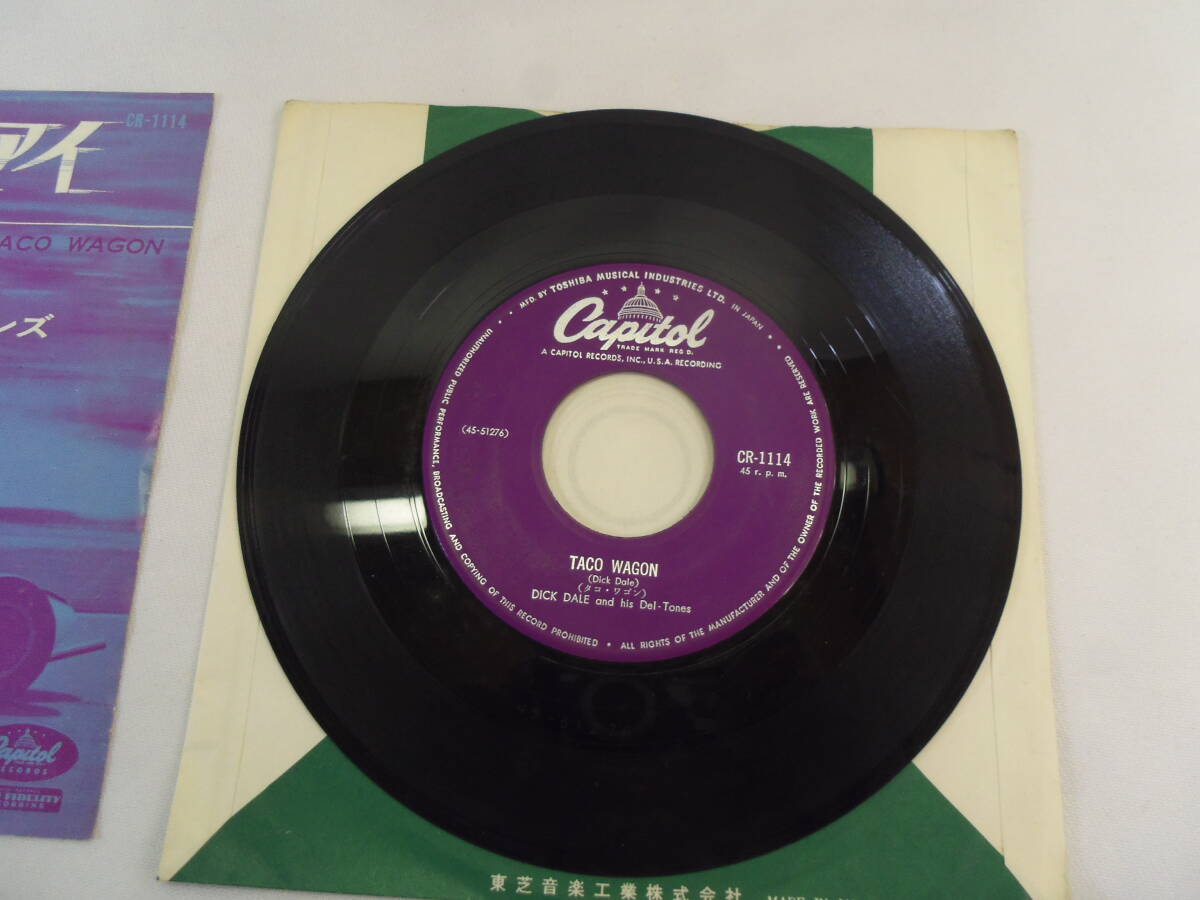 CR-1114
アイ
TACO WAGON
ンズ
Capitol
RECORDS
FIDELITY
RECORDING
MFD. BY TOSHIBA MUSICAL INDUSTRIES LTD. IN JAPAN
Capitol
TRADE MARK REG'D.
A CAPITOL RECORDS, INC., U.S.A. RECORDING
(45-51276)
CR-1114
45 r. p. m.
TACO WAGON
(Dick Dale)
(タコ・ワゴン)
DICK DALE and his Del-Tones
UNAUTHORIZED PUBLIC PERFORMANCE, BROADCASTING AND COPYING OF THIS RECORD PROHIBITED • ALL RIGHTS OF THE MANUFACTURER AND OF THE OWNER OF THE RECORDED WORK ARE RESERVED
東芝音楽工業株式会社